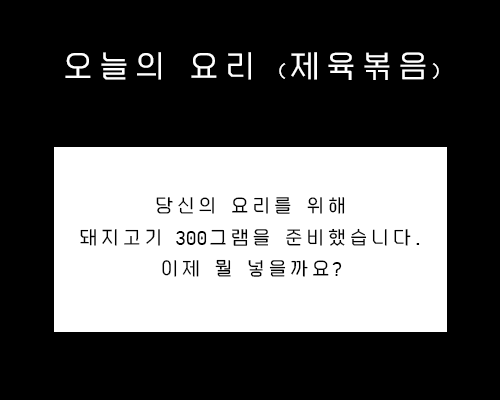 오늘의 요리 (제육볶음)
당신의 요리를 위해
돼지고기 300그램을 준비했습니다.
이제 뭘 넣을까요?